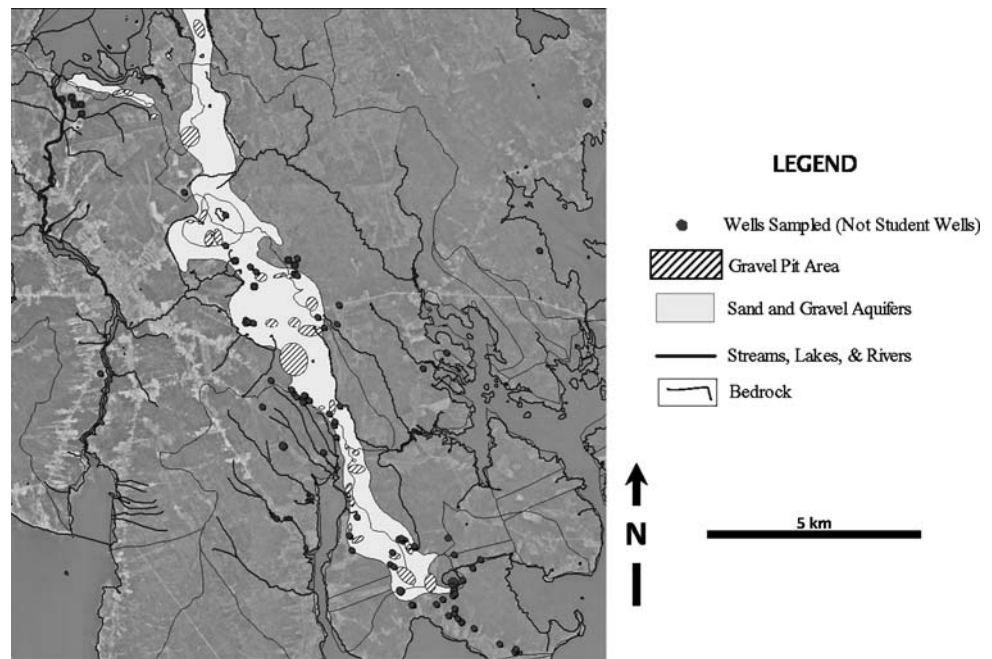 LEGEND
Wells Sampled (Not Student Wells)
Gravel Pit Area
Sand and Gravel Aquifers
Streams, Lakes, & Rivers
Bedrock
N
5 km